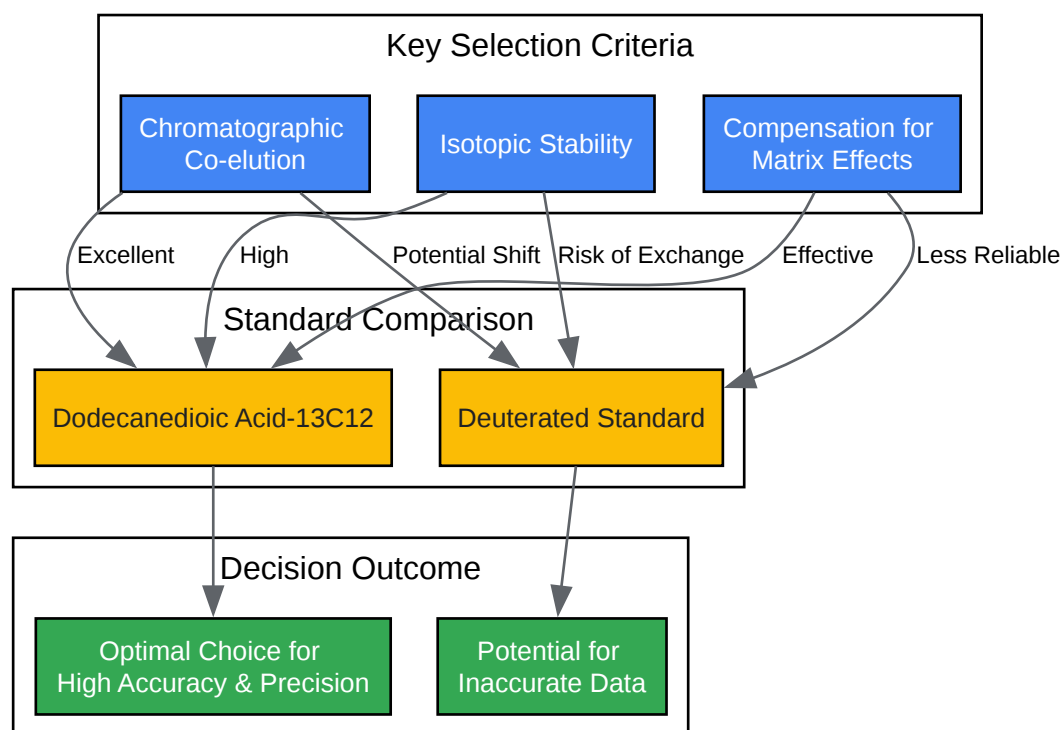 Key Selection Criteria
Chromatographic
Co-elution
Isotopic Stability
Compensation for
Matrix Effects
Excellent
High
Potential Shift
Risk of Exchange
Effective
Less Reliable
Standard Comparison
Dodecanedioic Acid-13C12
Deuterated Standard
Decision Outcome
Optimal Choice for
High Accuracy & Precision
Potential for
Inaccurate Data